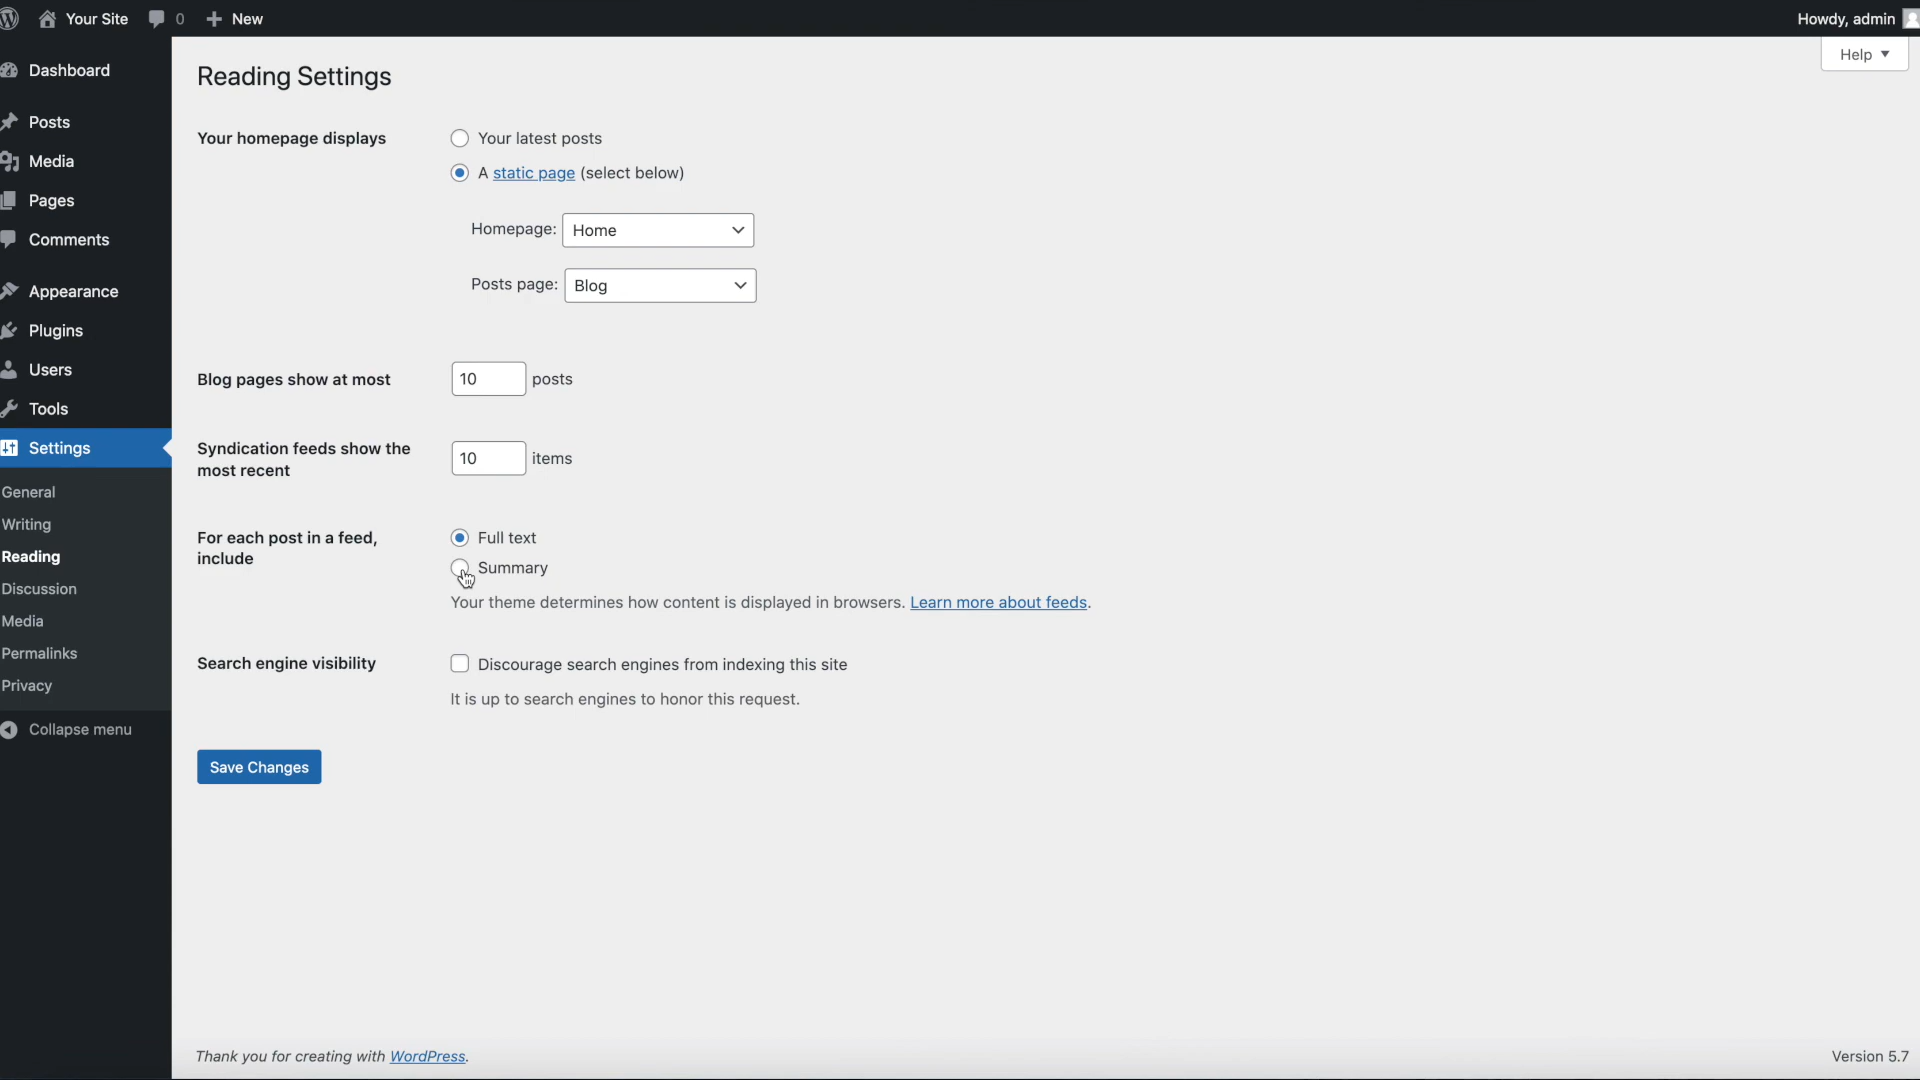 Your Site 0 New Howdy, admin
Help
Dashboard
Posts
Media
Pages
Comments
Appearance
Plugins
Users
Tools
Settings
General
Writing
Reading
Discussion
Media
Permalinks
Privacy
Collapse menu
Reading Settings
Your homepage displays
Your latest posts
A static page (select below)
Homepage: Home
Posts page: Blog
Blog pages show at most 10 posts
Syndication feeds show the
most recent
10 items
For each post in a feed,
include
Full text
Summary
Your theme determines how content is displayed in browsers. Learn more about feeds.
Search engine visibility
Discourage search engines from indexing this site
It is up to search engines to honor this request.
Save Changes
Thank you for creating with WordPress.
Version 5.7